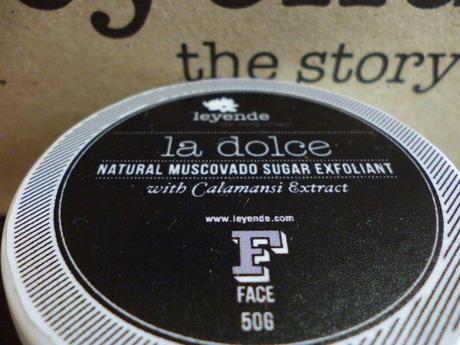 the story
leyende
la dolce
NATURAL MUSCOVADO SUGAR EXFOLIANT
with Calamansi Extract
www.leyende.com
F
FACE
50G